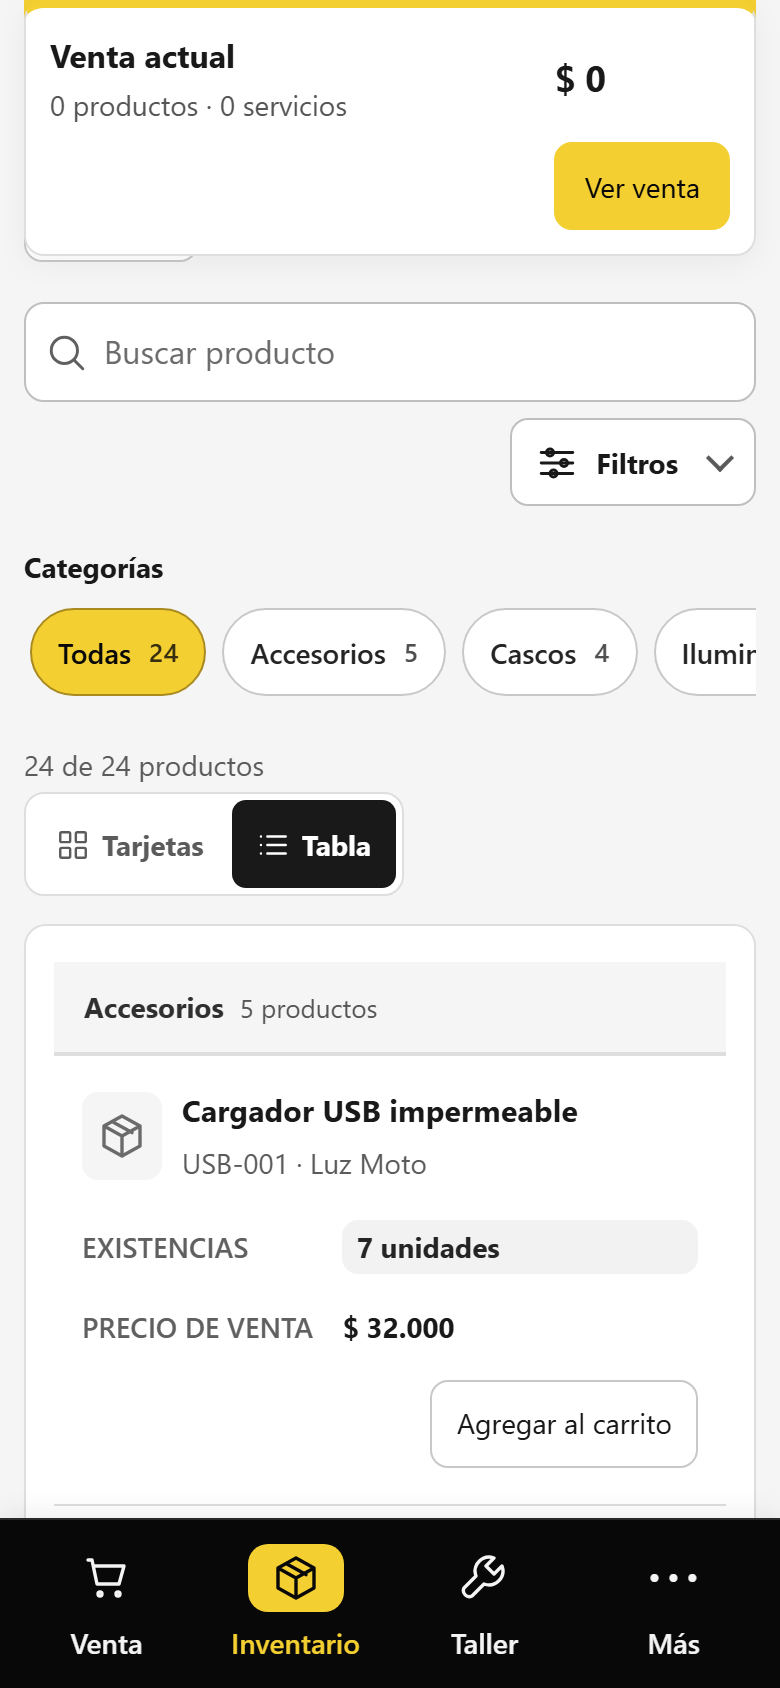 Venta actual
$ 0
0 productos · 0 servicios
Ver venta
Buscar producto
Filtros
Categorías
Todas 24 Accesorios 5 Cascos 4 Ilumin
24 de 24 productos
Tarjetas Tabla
Accesorios 5 productos
Cargador USB impermeable
USB-001 · Luz Moto
EXISTENCIAS 7 unidades
PRECIO DE VENTA $ 32.000
Agregar al carrito
Venta Inventario Taller Más